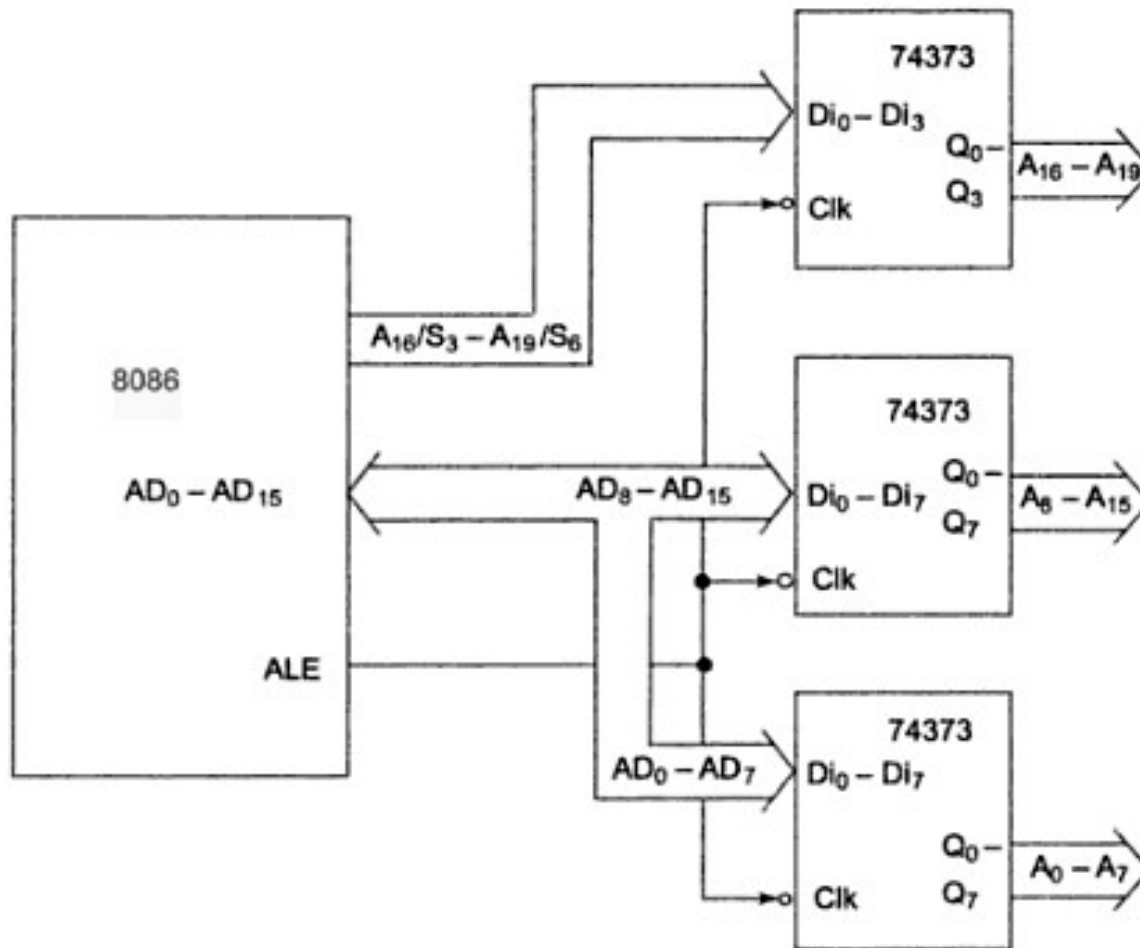 74373
Di₀ – Di₃
Q₀ –
Q₃
A₁₆ – A₁₉
Clk
A₁₆/S₃ – A₁₉/S₆
8086
74373
AD₀ – AD₁₅
AD₈ – AD₁₅
Di₀ – Di₇
Q₀ –
Q₇
A₆ – A₁₅
Clk
ALE
74373
AD₀ – AD₇
Di₀ – Di₇
Q₀ –
Q₇
A₀ – A₇
Clk